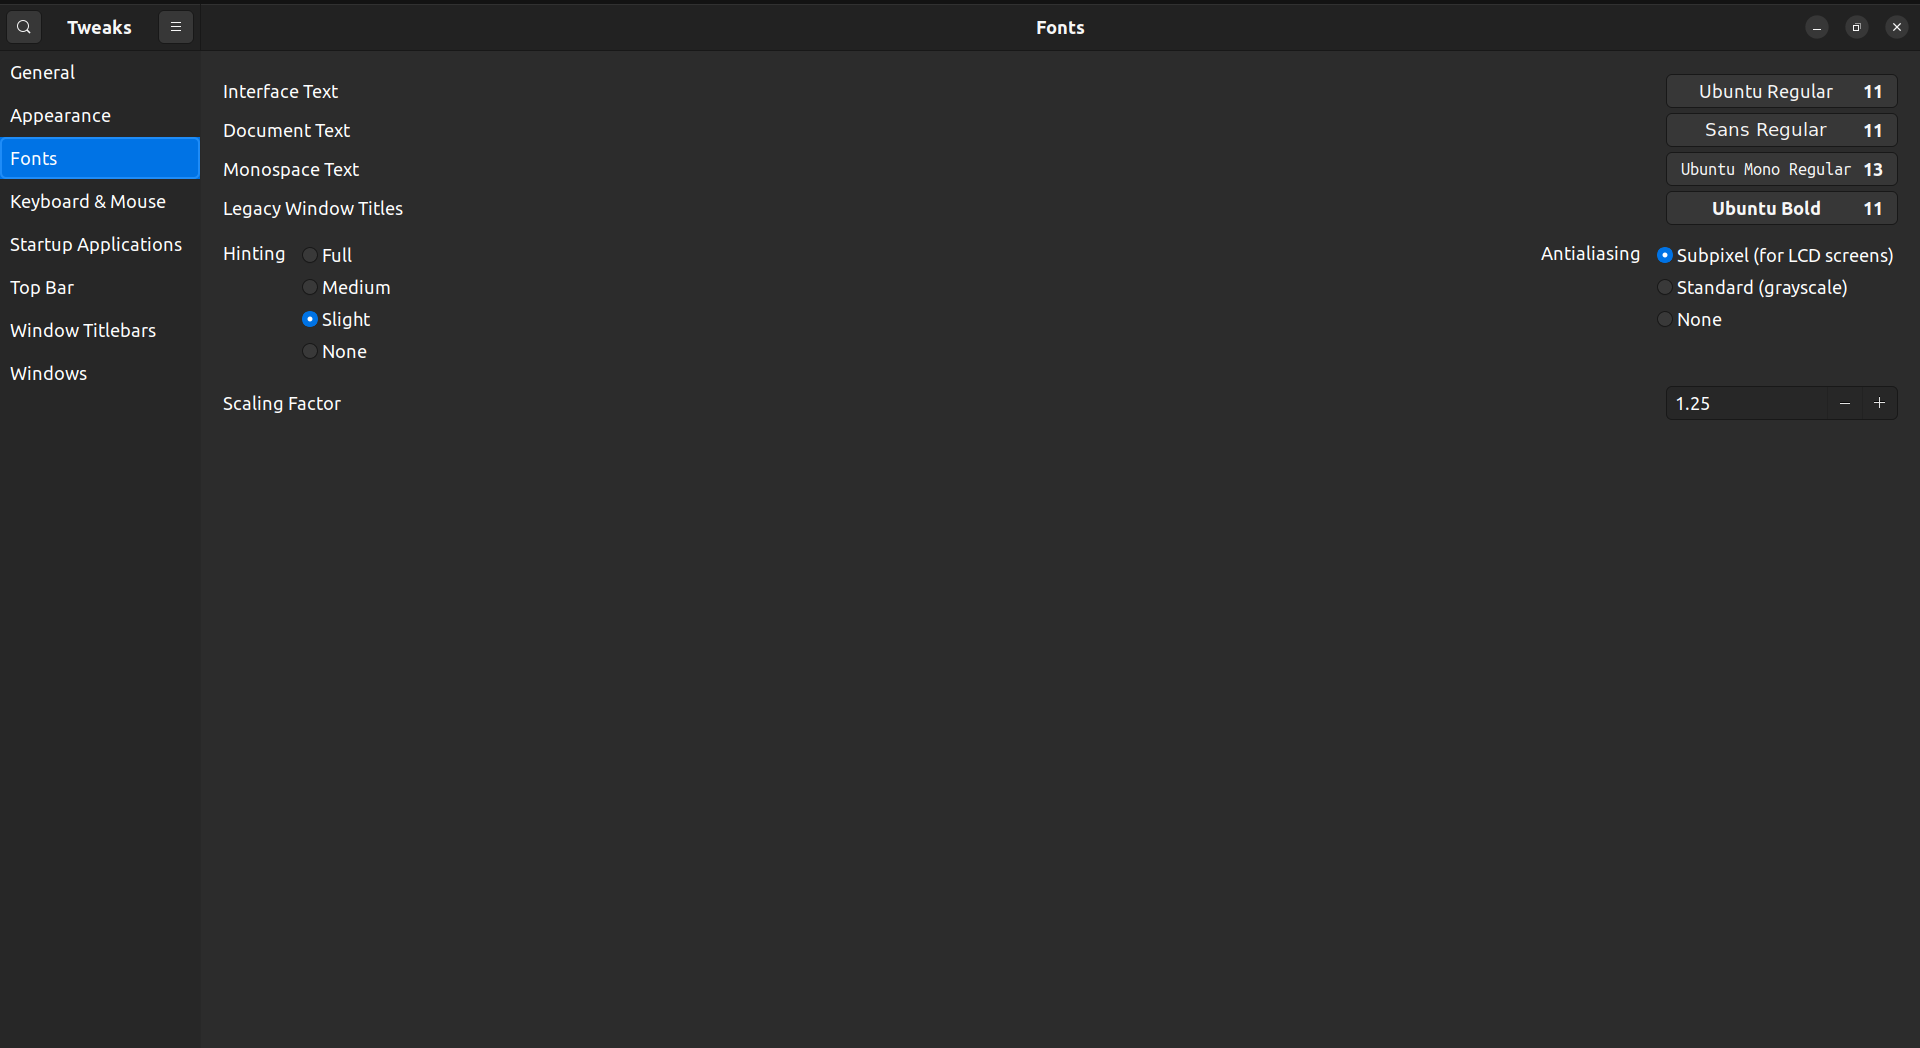 Tweaks
Fonts
General
Appearance
Fonts
Keyboard & Mouse
Startup Applications
Top Bar
Window Titlebars
Windows
Interface Text
Ubuntu Regular 11
Document Text
Sans Regular 11
Monospace Text
Ubuntu Mono Regular 13
Legacy Window Titles
Ubuntu Bold 11
Hinting
Full
Medium
Slight
None
Antialiasing
Subpixel (for LCD screens)
Standard (grayscale)
None
Scaling Factor
1.25